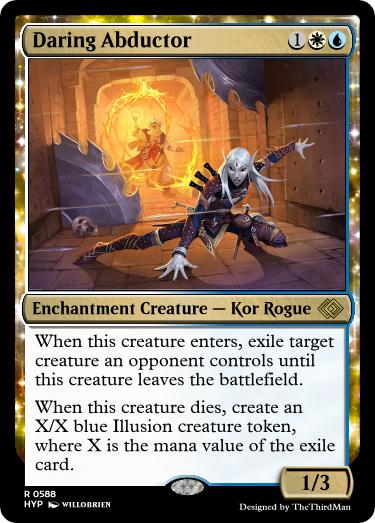 Daring Abductor 1
Enchantment Creature — Kor Rogue
When this creature enters, exile target
creature an opponent controls until
this creature leaves the battlefield.
When this creature dies, create an
X/X blue Illusion creature token,
where X is the mana value of the exile
card.
1/3
R 0588
HYP WILLOBRIEN
Designed by TheThirdMan